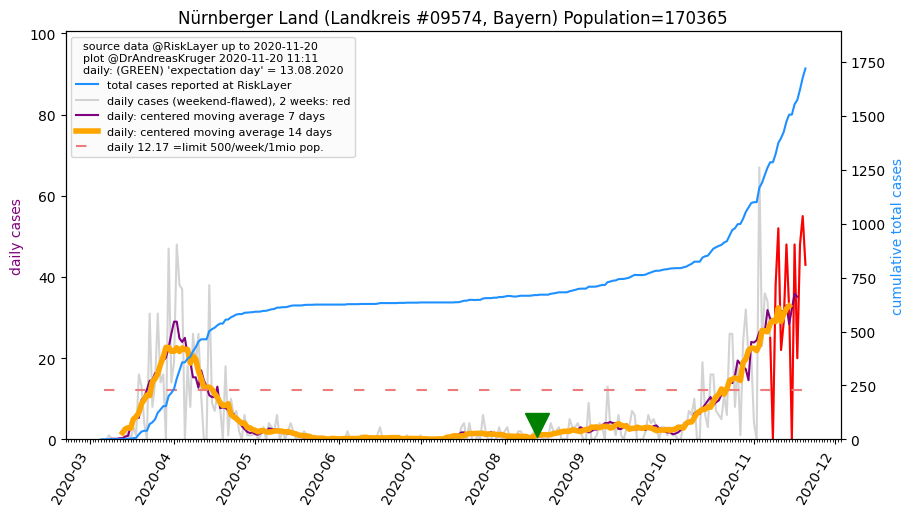 Nürnberger Land (Landkreis #09574, Bayern) Population=170365
source data @RiskLayer up to 2020-11-20
plot @DrAndreasKruger 2020-11-20 11:11
daily: (GREEN) 'expectation day' = 13.08.2020
total cases reported at RiskLayer
daily cases (weekend-flawed), 2 weeks: red
daily: centered moving average 7 days
daily: centered moving average 14 days
daily 12.17 =limit 500/week/1mio pop.
daily cases
100
80
60
40
20
0
cumulative total cases
1750
1500
1250
1000
750
500
250
0
2020-03
2020-04
2020-05
2020-06
2020-07
2020-08
2020-09
2020-10
2020-11
2020-12